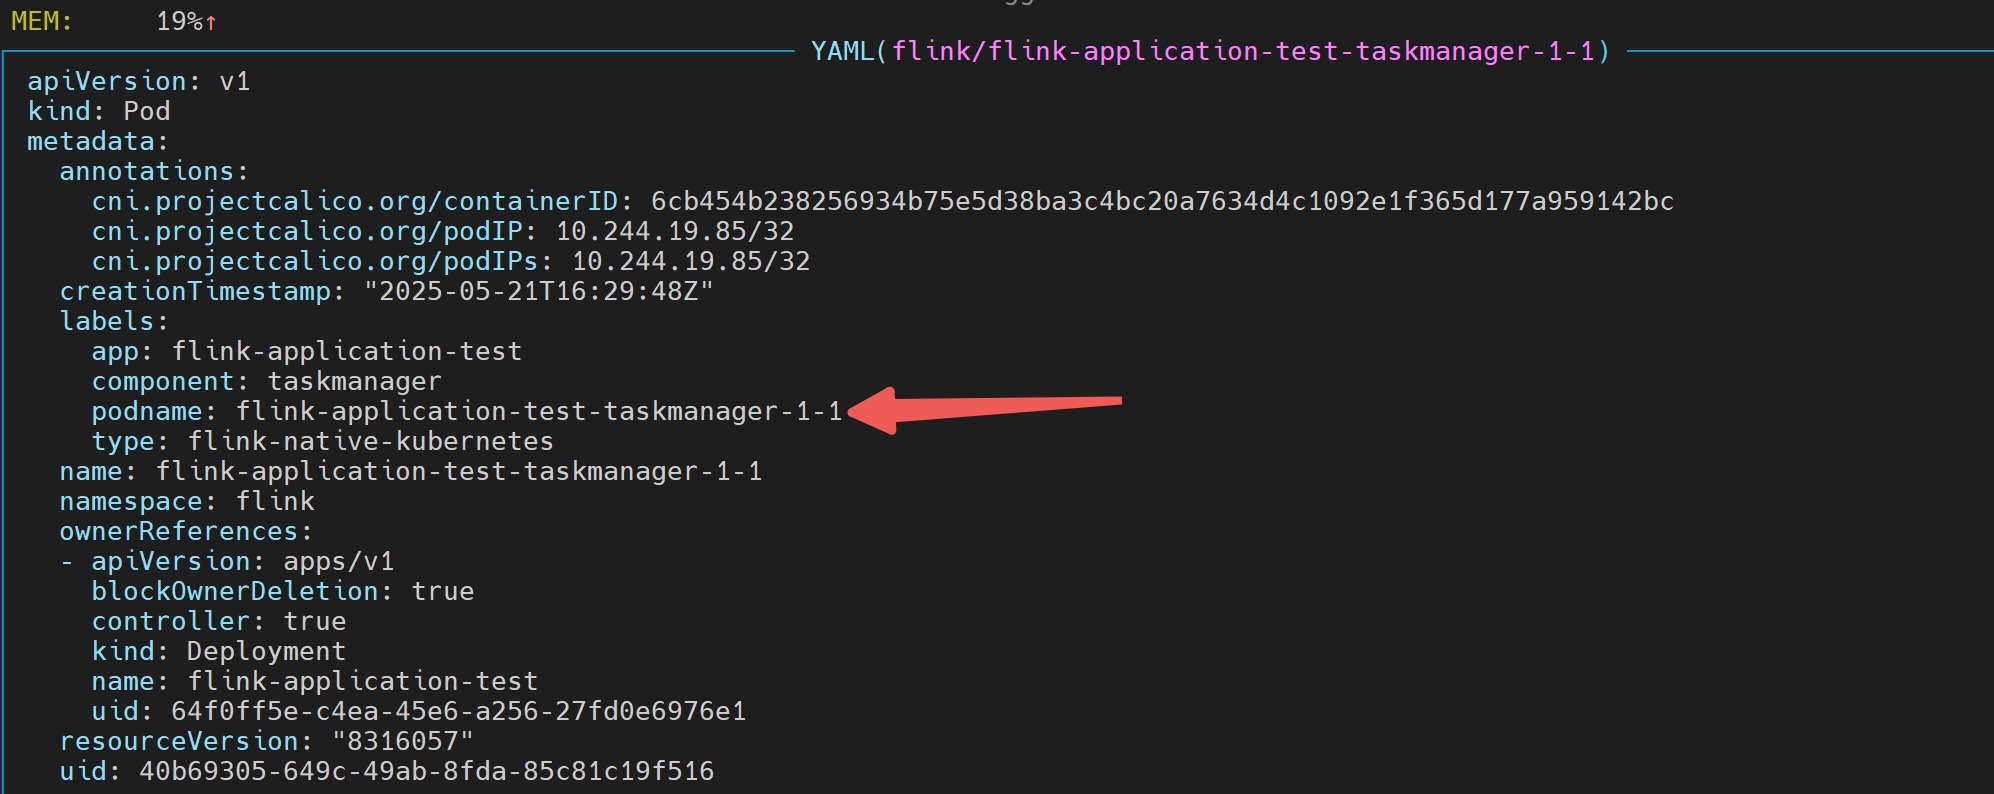 MEM: 19%↑
YAML(flink/flink-application-test-taskmanager-1-1)
apiVersion: v1
kind: Pod
metadata:
  annotations:
    cni.projectcalico.org/containerID: 6cb454b238256934b75e5d38ba3c4bc20a7634d4c1092e1f365d177a959142bc
    cni.projectcalico.org/podIP: 10.244.19.85/32
    cni.projectcalico.org/podIPs: 10.244.19.85/32
  creationTimestamp: "2025-05-21T16:29:48Z"
  labels:
    app: flink-application-test
    component: taskmanager
    podname: flink-application-test-taskmanager-1-1
    type: flink-native-kubernetes
  name: flink-application-test-taskmanager-1-1
  namespace: flink
  ownerReferences:
  - apiVersion: apps/v1
    blockOwnerDeletion: true
    controller: true
    kind: Deployment
    name: flink-application-test
    uid: 64f0ff5e-c4ea-45e6-a256-27fd0e6976e1
  resourceVersion: "8316057"
  uid: 40b69305-649c-49ab-8fda-85c81c19f516